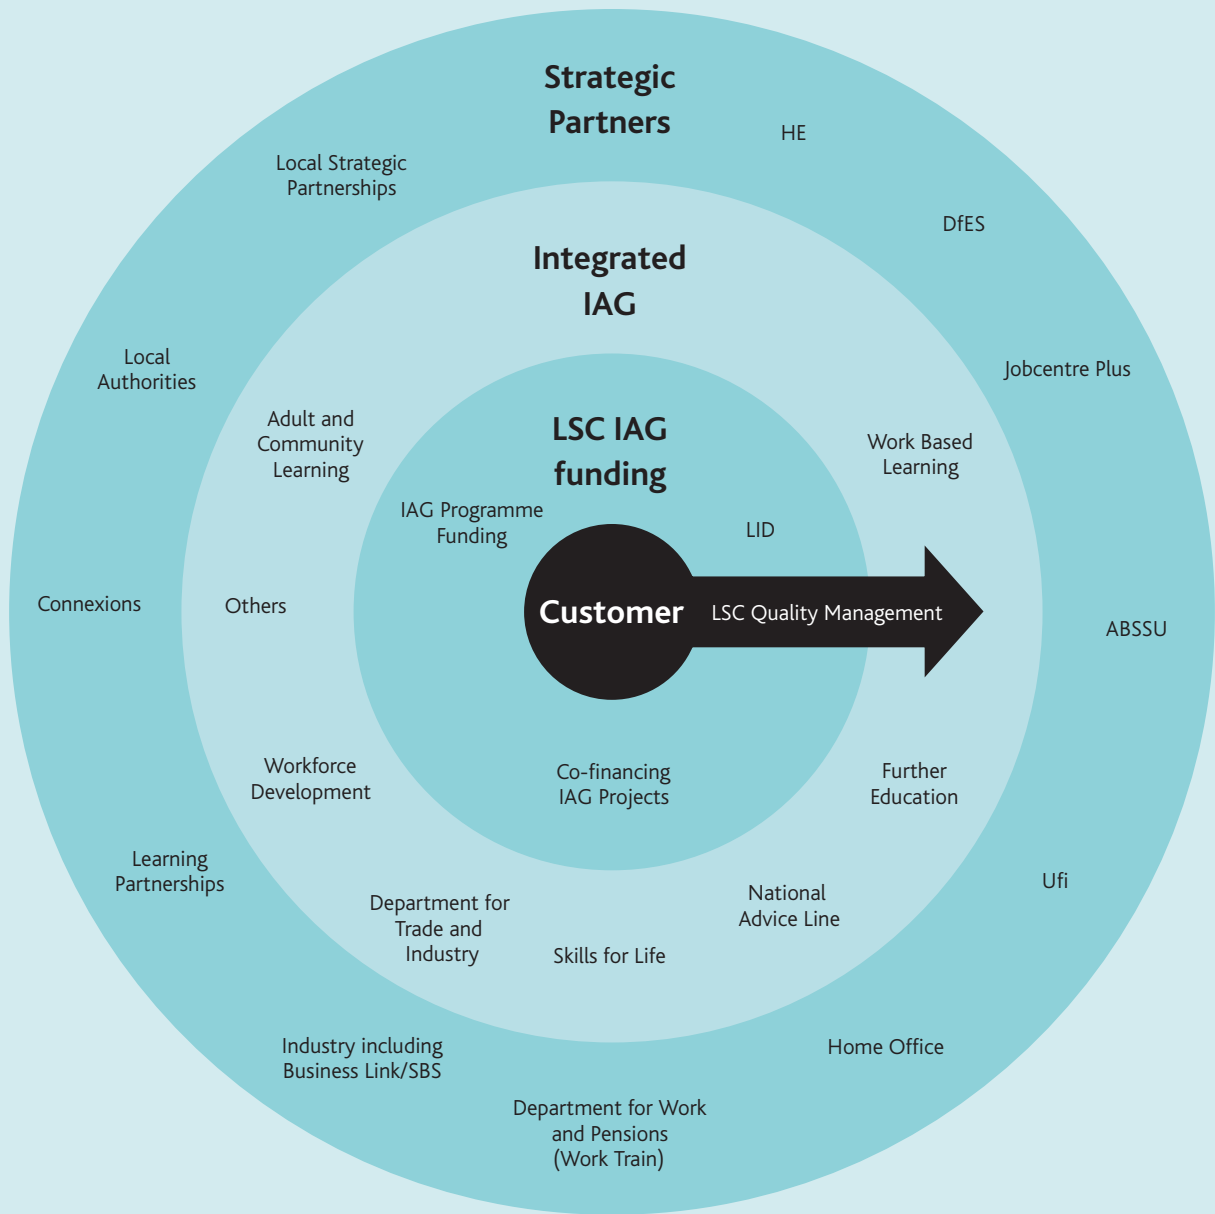 Strategic
Partners
HE
Local Strategic
Partnerships
DfES
Jobcentre Plus
Local
Authorities
Connexions
ABSSU
Learning
Partnerships
Ufi
Industry including
Business Link/SBS
Home Office
Department for Work
and Pensions
(Work Train)
Integrated
IAG
Adult and
Community
Learning
Work Based
Learning
Others
Workforce
Development
Further
Education
Department for
Trade and
Industry
Skills for Life
National
Advice Line
LSC IAG
funding
IAG Programme
Funding
LID
Customer
LSC Quality Management
Co-financing
IAG Projects